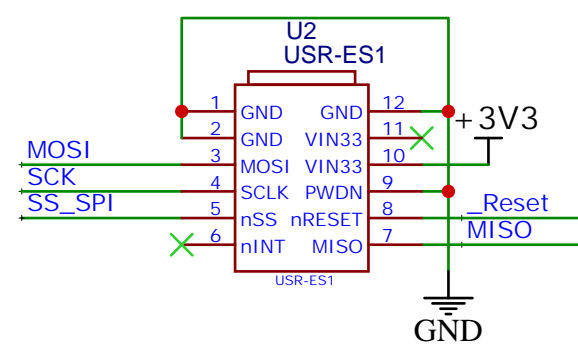 U2
USR-ES1
1 GND GND 12
2 GND VIN33 11
+3V3
MOSI 3 MOSI VIN33 10
SCK 4 SCLK PWDN 9
SS_SPI 5 nSS nRESET 8 _Reset
6 nINT MISO 7 MISO
USR-ES1
GND